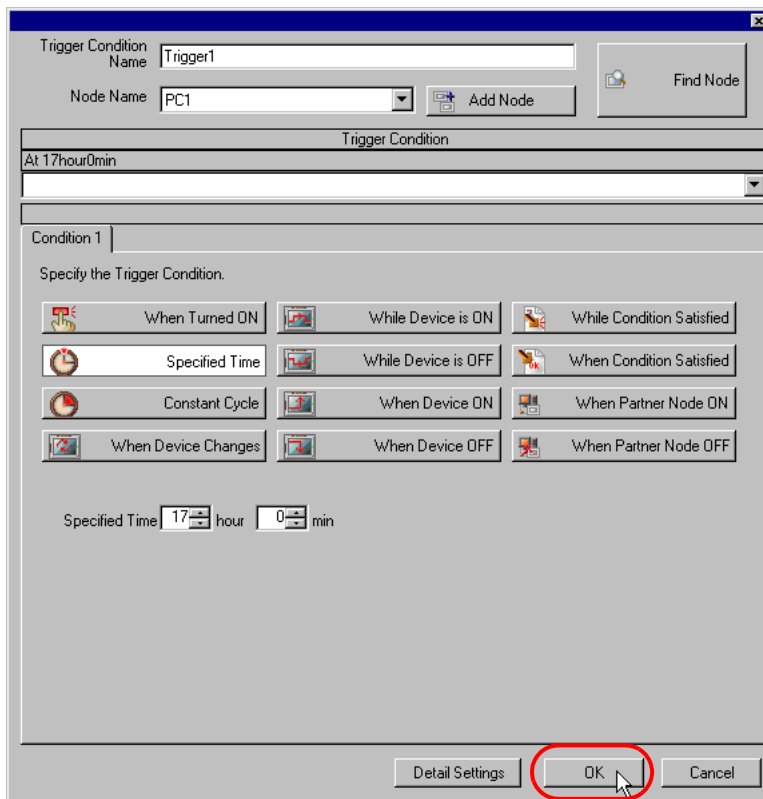 Trigger Condition
Name
Trigger1
Find Node
Node Name
PC1
Add Node
Trigger Condition
At 17hour0min
Condition 1
Specify the Trigger Condition.
When Turned ON
While Device is ON
While Condition Satisfied
Specified Time
While Device is OFF
When Condition Satisfied
Constant Cycle
When Device ON
When Partner Node ON
When Device Changes
When Device OFF
When Partner Node OFF
Specified Time 17 hour 0 min
Detail Settings
OK
Cancel